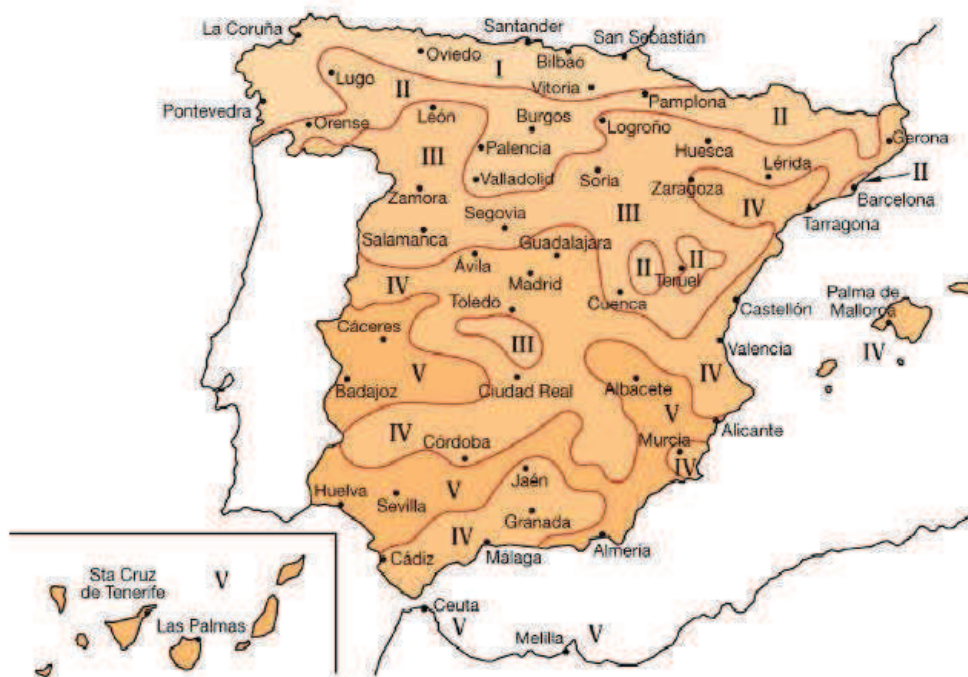 La Coruña
Santander
San Sebastián
Oviedo
Bilbao
I
Lugo
II
Vitoria
Pamplona
Pontevedra
León
Burgos
Logroño
II
Orense
Gerona
III
Palencia
Huesca
Lérida
Valladolid
Soria
Zaragoza
II
Zamora
Barcelona
Segovia
III
IV
Tarragona
Salamanca
Guadalajara
Ávila
II
II
Teruel
IV
Madrid
Toledo
Cuenca
Castellón
Palma de
Mallorca
Cáceres
III
Valencia
IV
V
IV
Badajoz
Ciudad Real
Albacete
V
Alicante
IV
Córdoba
Murcia
IV
Jaén
Huelva
V
Sevilla
Granada
IV
Cádiz
Málaga
Almería
Sta Cruz
de Tenerife
V
Las Palmas
Ceuta
V
Melilla
V